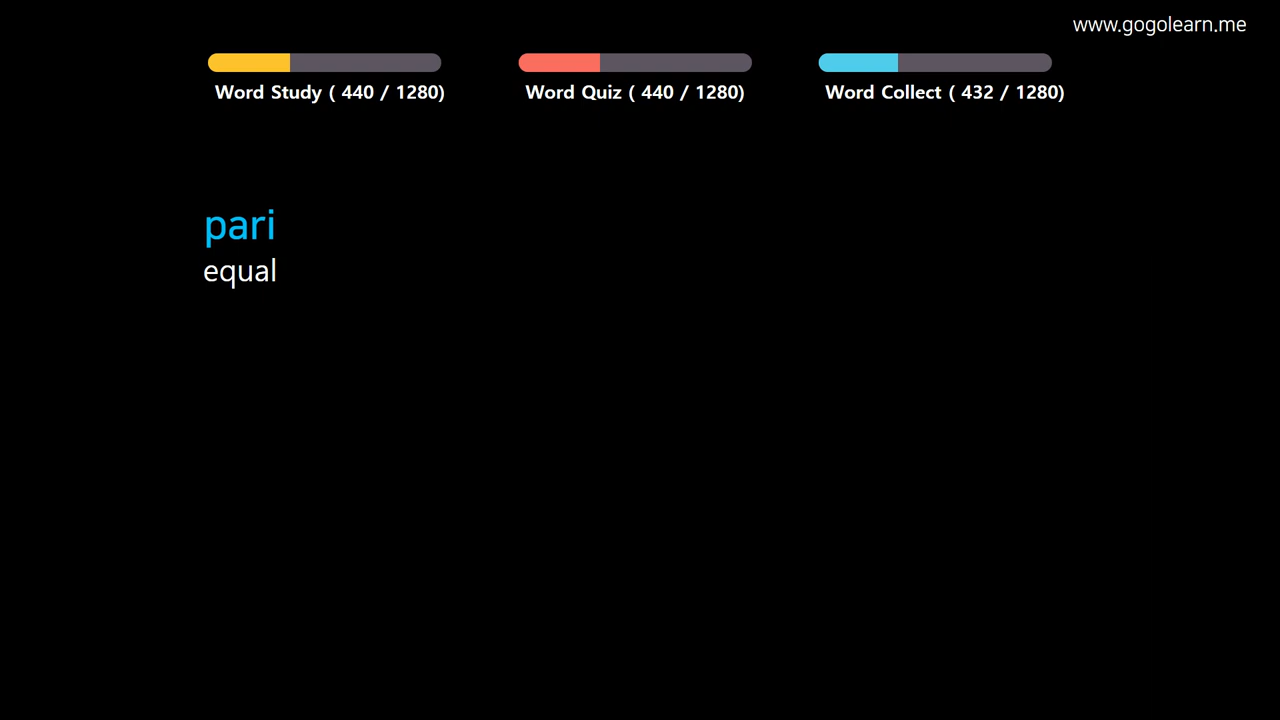 www.gogolearn.me
Word Study ( 440 / 1280)
Word Quiz ( 440 / 1280)
Word Collect ( 432 / 1280)
pari
equal